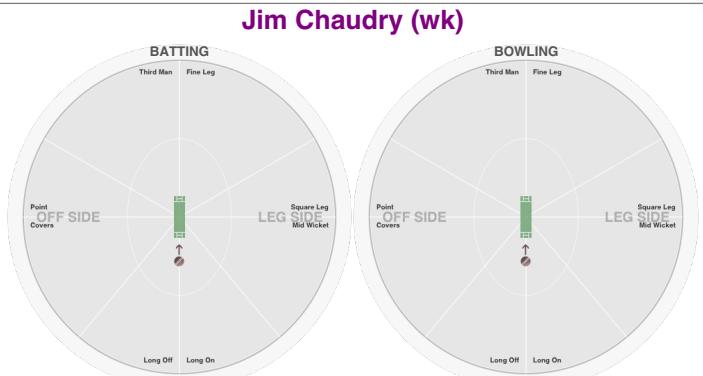 Jim Chaudry (wk)
BATTING
Third Man Fine Leg
Point
OFF SIDE
Covers
Square Leg
LEG SIDE
Mid Wicket
Long Off Long On
BOWLING
Third Man Fine Leg
Point
OFF SIDE
Covers
Square Leg
LEG SIDE
Mid Wicket
Long Off Long On